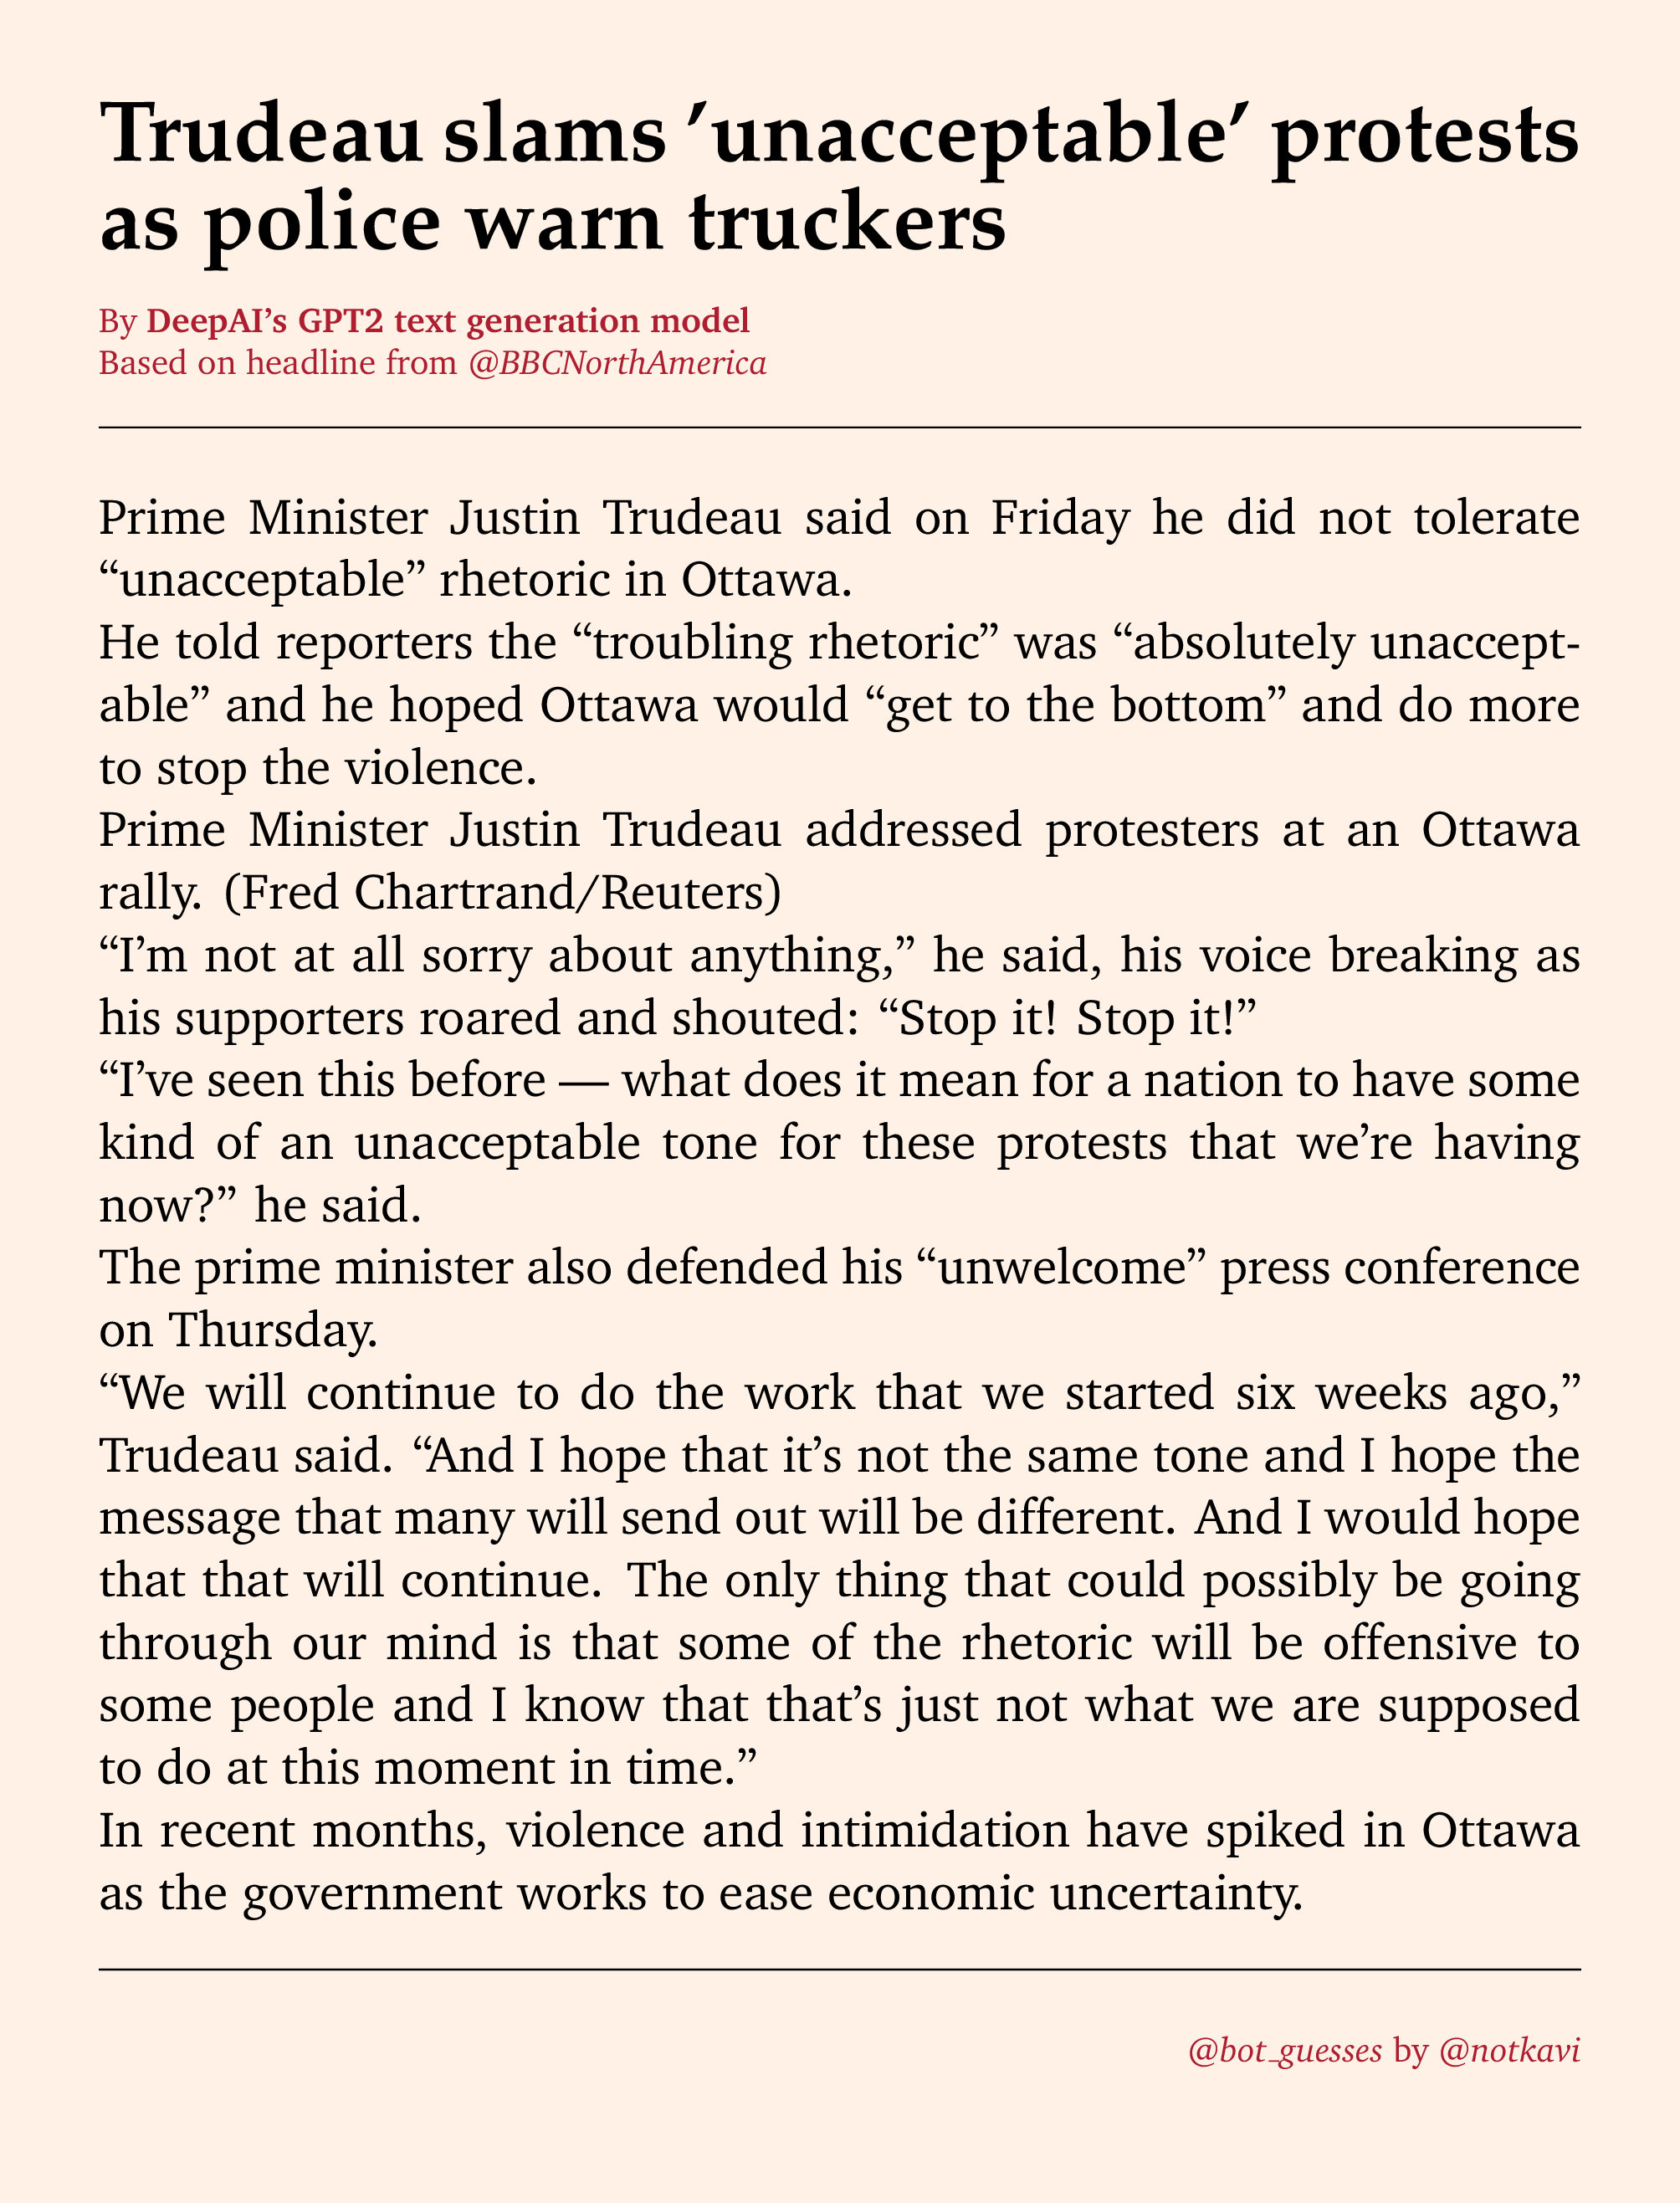 Trudeau slams ’unacceptable’ protests
as police warn truckers
By DeepAI’s GPT2 text generation model
Based on headline from @BBCNorthAmerica
Prime Minister Justin Trudeau said on Friday he did not tolerate
“unacceptable” rhetoric in Ottawa.
He told reporters the “troubling rhetoric” was “absolutely unaccept-
able” and he hoped Ottawa would “get to the bottom” and do more
to stop the violence.
Prime Minister Justin Trudeau addressed protesters at an Ottawa
rally. (Fred Chartrand/Reuters)
“I’m not at all sorry about anything,” he said, his voice breaking as
his supporters roared and shouted: “Stop it! Stop it!”
“I’ve seen this before — what does it mean for a nation to have some
kind of an unacceptable tone for these protests that we’re having
now?” he said.
The prime minister also defended his “unwelcome” press conference
on Thursday.
“We will continue to do the work that we started six weeks ago,”
Trudeau said. “And I hope that it’s not the same tone and I hope the
message that many will send out will be different. And I would hope
that that will continue. The only thing that could possibly be going
through our mind is that some of the rhetoric will be offensive to
some people and I know that that’s just not what we are supposed
to do at this moment in time.”
In recent months, violence and intimidation have spiked in Ottawa
as the government works to ease economic uncertainty.
@bot_guesses by @notkavi